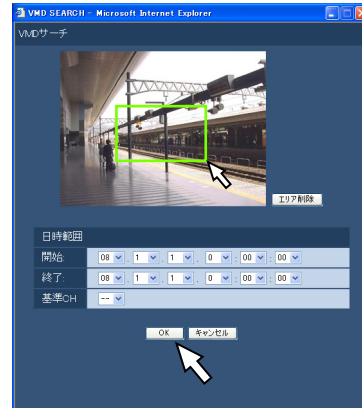 VMD SEARCH - Microsoft Internet Explorer
VMDサーチ
エリア削除
日時範囲
開始: 08 . 1 . 1 . 0 : 00 : 00
終了: 08 . 1 . 1 . 0 : 00 : 00
基準CH --
OK キャンセル